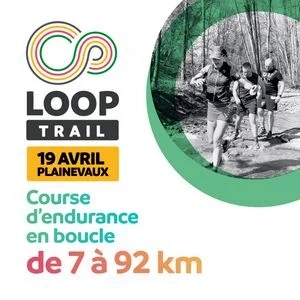 LOOP
TRAIL
19 AVRIL
PLAINEVAUX
Course
d'endurance
en boucle
de 7 à 92 km